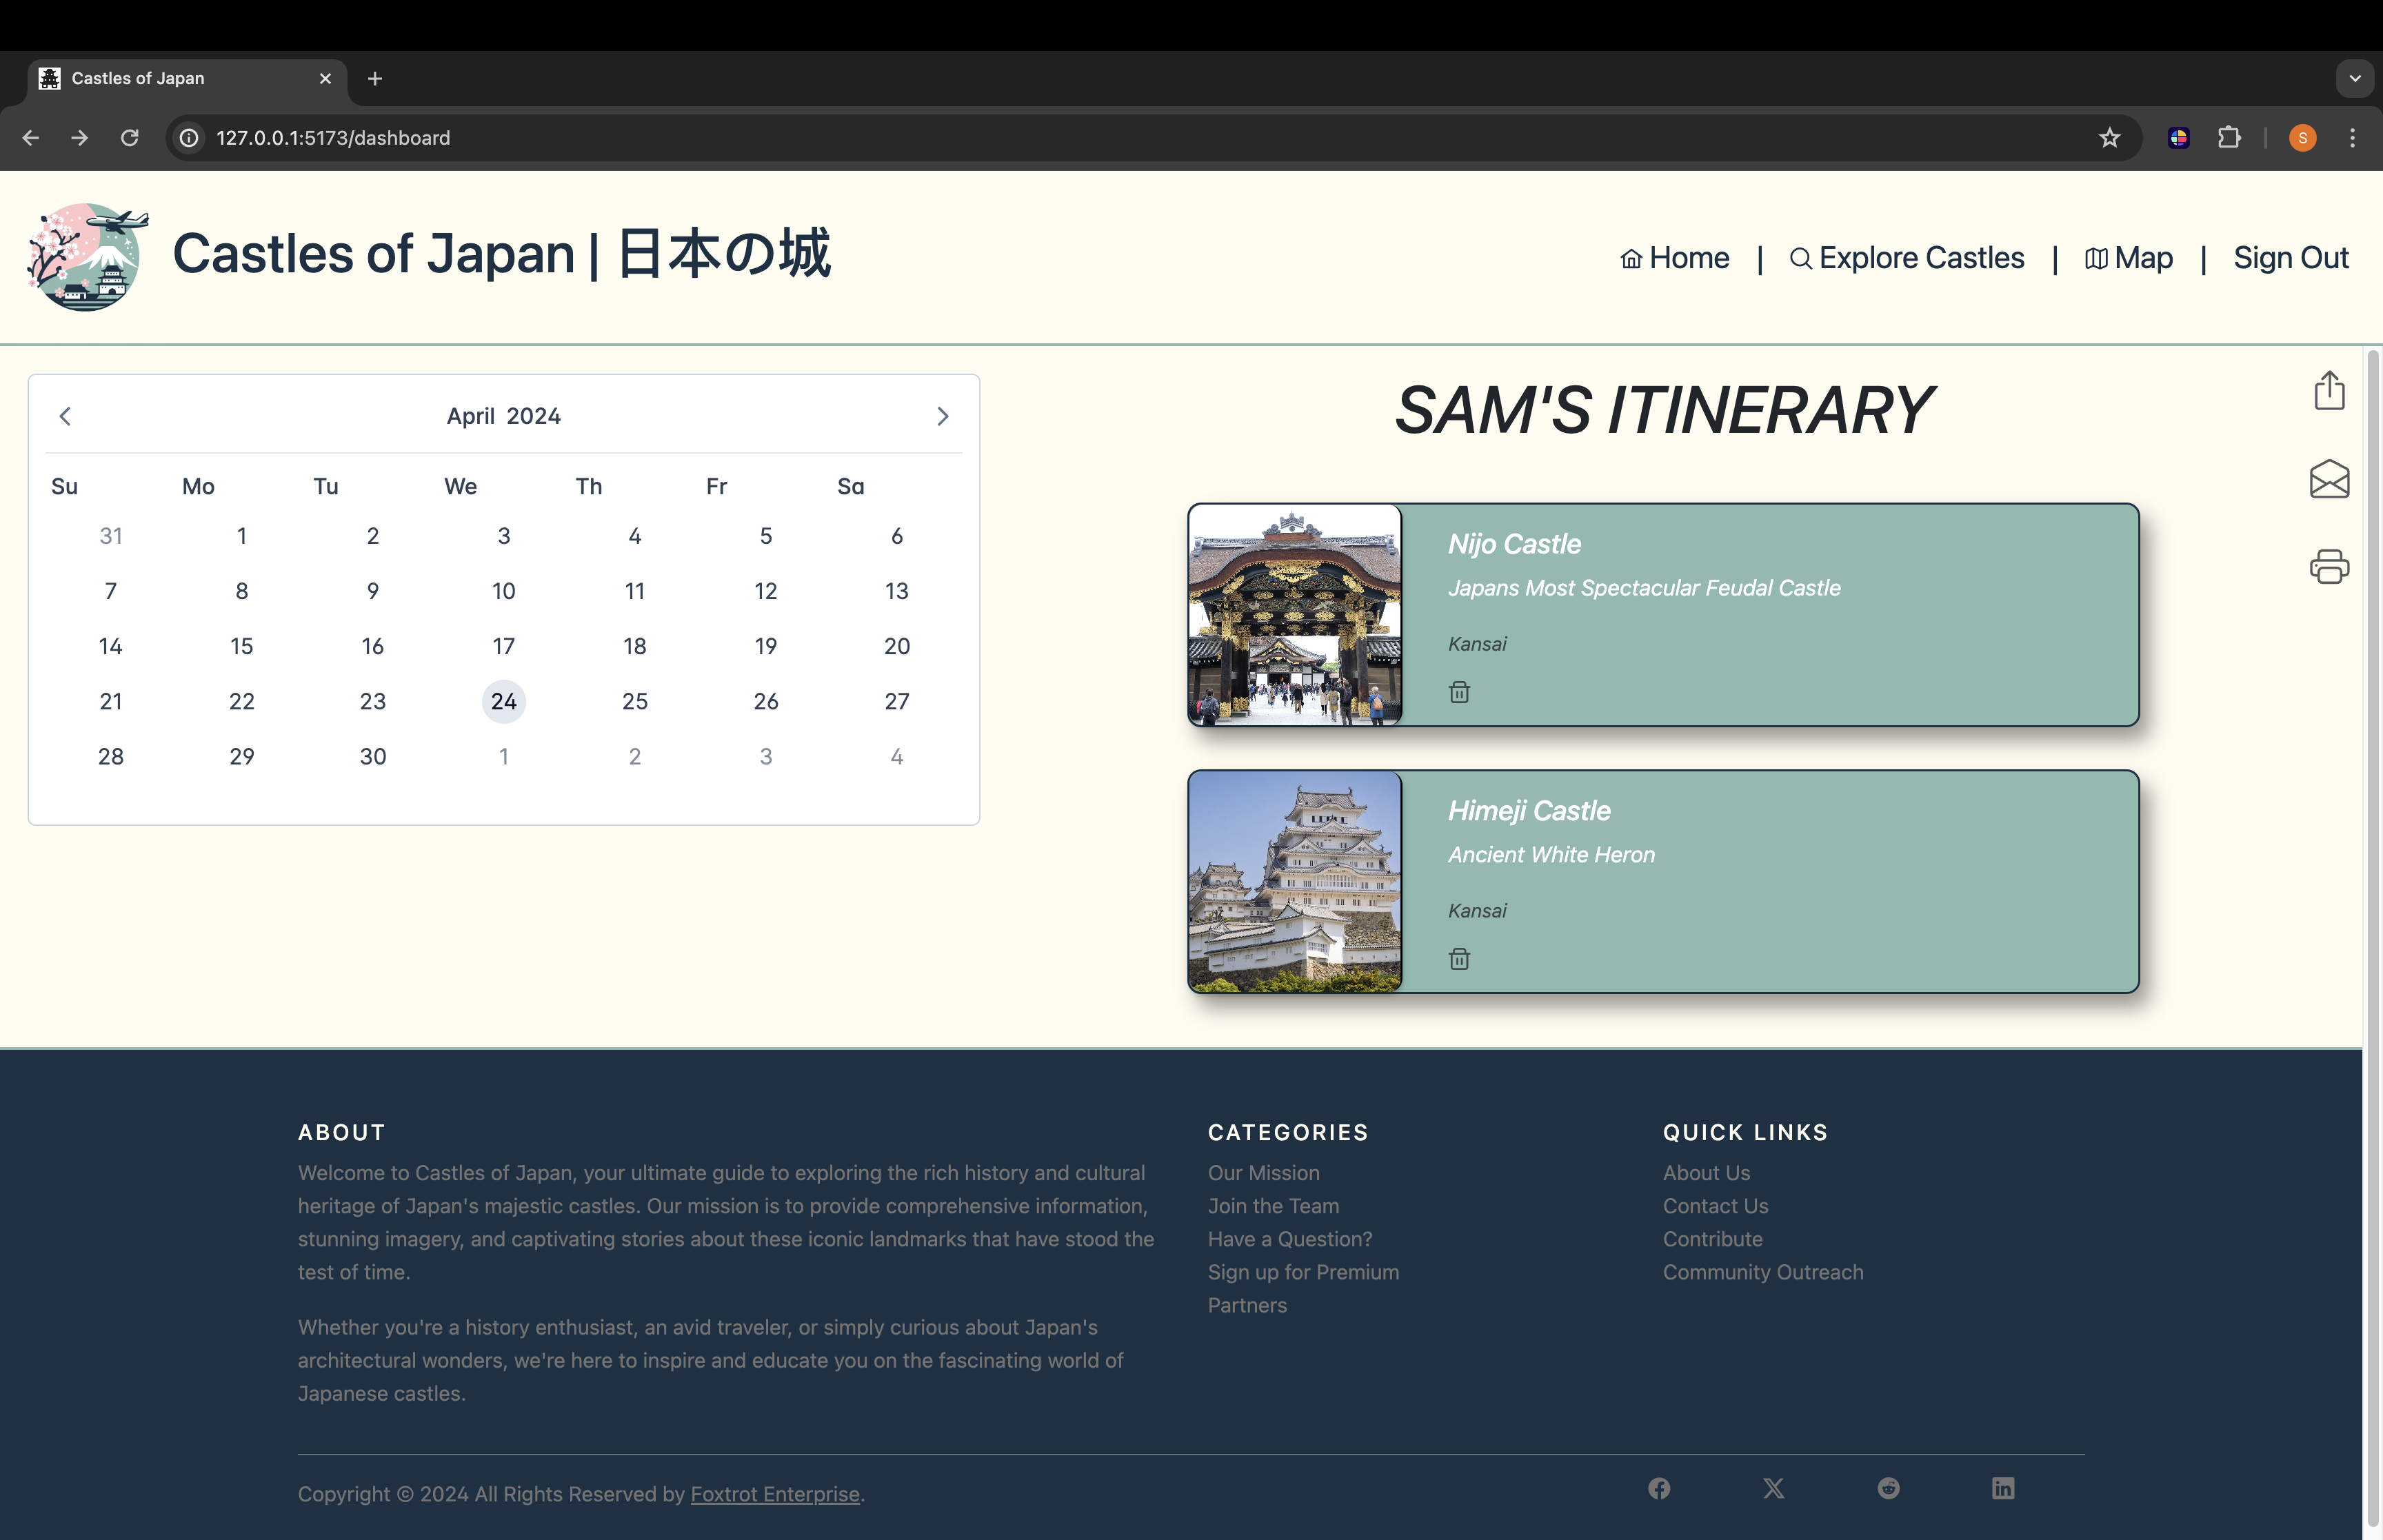 Castles of Japan
127.0.0.1:5173/dashboard
S
Castles of Japan | 日本の城
Home | Explore Castles | Map | Sign Out
April 2024
Su Mo Tu We Th Fr Sa
31 1 2 3 4 5 6
7 8 9 10 11 12 13
14 15 16 17 18 19 20
21 22 23 24 25 26 27
28 29 30 1 2 3 4
SAM'S ITINERARY
Nijo Castle
Japans Most Spectacular Feudal Castle
Kansai
Himeji Castle
Ancient White Heron
Kansai
ABOUT
Welcome to Castles of Japan, your ultimate guide to exploring the rich history and cultural
heritage of Japan's majestic castles. Our mission is to provide comprehensive information,
stunning imagery, and captivating stories about these iconic landmarks that have stood the
test of time.
Whether you're a history enthusiast, an avid traveler, or simply curious about Japan's
architectural wonders, we're here to inspire and educate you on the fascinating world of
Japanese castles.
CATEGORIES
Our Mission
Join the Team
Have a Question?
Sign up for Premium
Partners
QUICK LINKS
About Us
Contact Us
Contribute
Community Outreach
Copyright © 2024 All Rights Reserved by Foxtrot Enterprise.